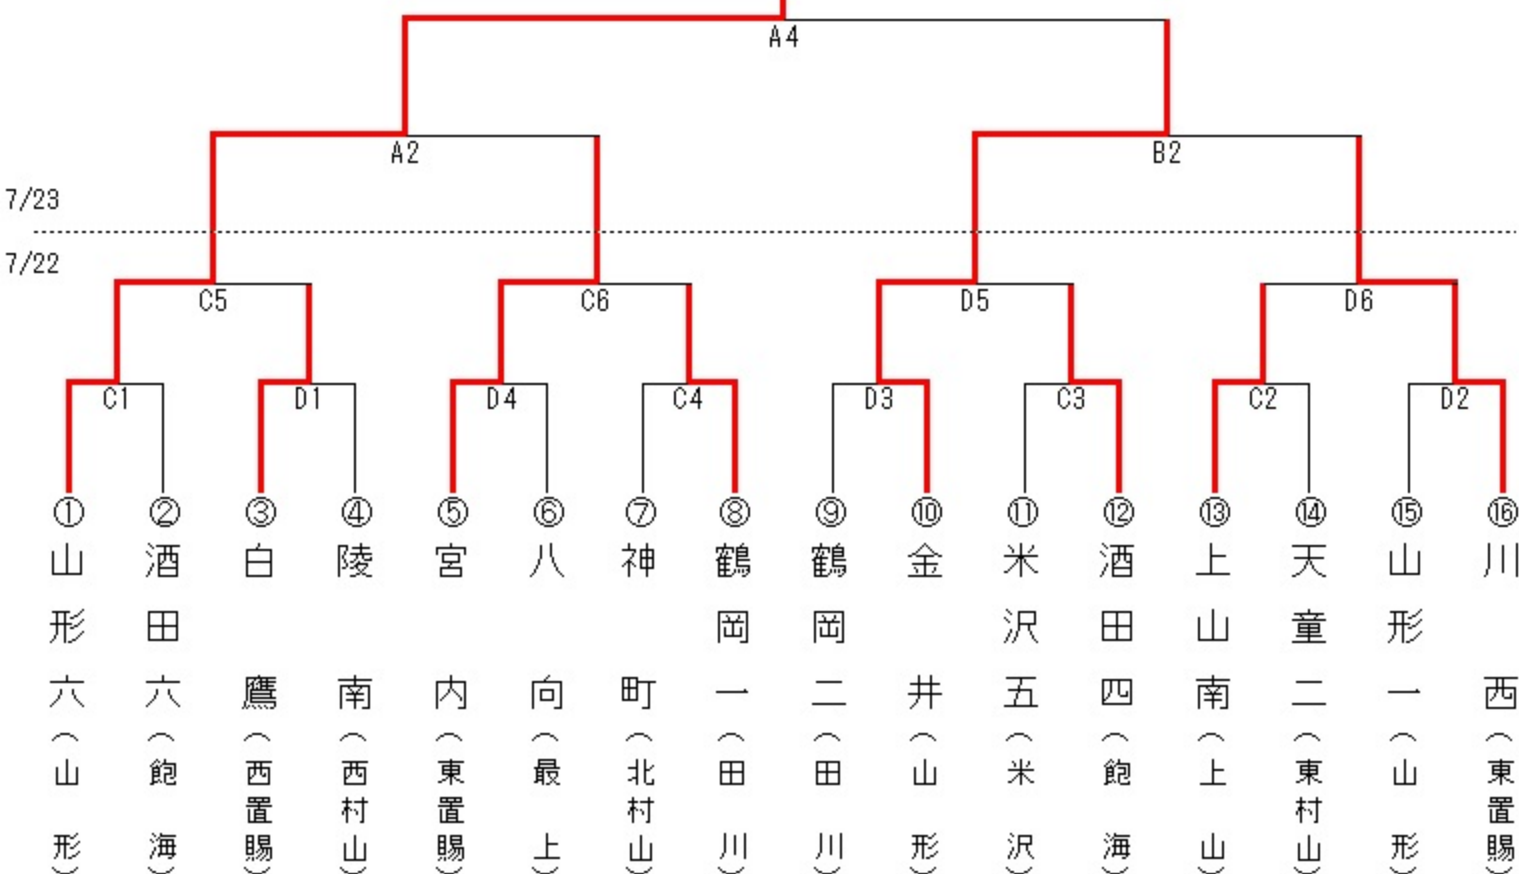 A4
A2
B2
7/23
7/22
C5
C6
D5
D6
C1
D1
D4
C4
D3
C3
C2
D2
①山形六(山形)
②酒田六(飽海)
③白鷹(西置賜)
④陵南(西村山)
⑤宮内(東置賜)
⑥八向(最上)
⑦神町(北村山)
⑧鶴岡一(田川)
⑨鶴岡二(田川)
⑩金井(山形)
⑪米沢五(米沢)
⑫酒田四(飽海)
⑬上山南(上山)
⑭天童二(東村山)
⑮山形一(山形)
⑯川西(東置賜)